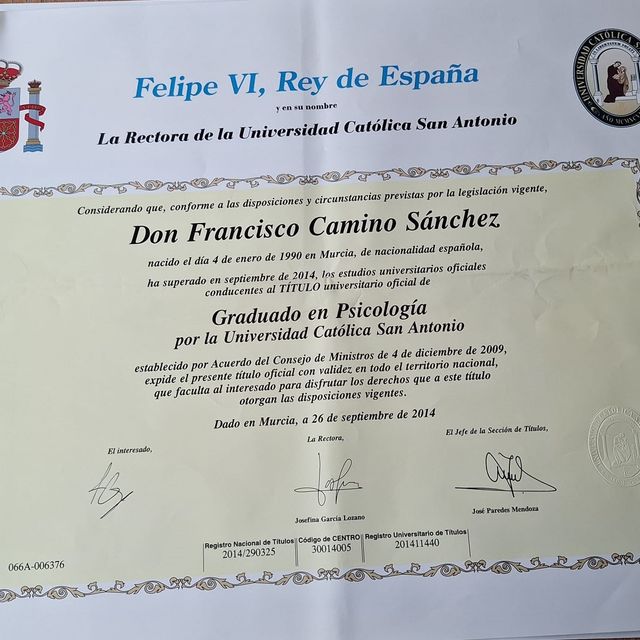 Felipe VI, Rey de España
y en su nombre
La Rectora de la Universidad Católica San Antonio
Considerando que, conforme a las disposiciones y circunstancias previstas por la legislación vigente,
Don Francisco Camino Sánchez
nacido el día 4 de enero de 1990 en Murcia, de nacionalidad española,
ha superado en septiembre de 2014, los estudios universitarios oficiales
conducentes al TÍTULO universitario oficial de
Graduado en Psicología
por la Universidad Católica San Antonio
establecido por Acuerdo del Consejo de Ministros de 4 de diciembre de 2009,
expide el presente título oficial con validez en todo el territorio nacional,
que faculta al interesado para disfrutar los derechos que a este título
otorgan las disposiciones vigentes.
Dado en Murcia, a 26 de septiembre de 2014
El interesado,
La Rectora,
El Jefe de la Sección de Títulos,
Josefina García Lozano
José Paredes Mendoza
Registro Nacional de Títulos
2014/290325
Código de CENTRO
30014005
Registro Universitario de Títulos
201411440
066A-006376
UNIVERSIDAD CATÓLICA